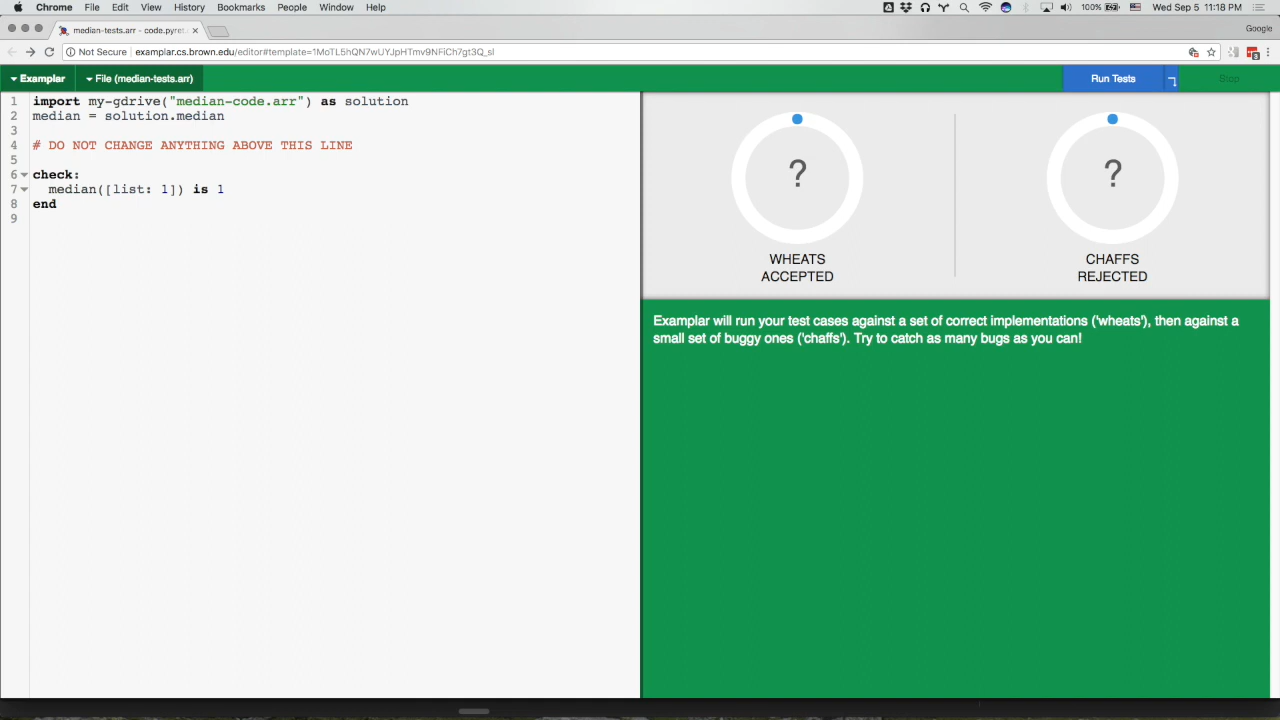 Chrome File Edit View History Bookmarks People Window Help 100% Wed Sep 5 11:18 PM
median-tests.arr - code.pyret. × Google
Not Secure examplar.cs.brown.edu/editor#template=1MoTL5hQN7wUYJpHTmv9NFiCh7gt3Q_sl
Examplar File (median-tests.arr) Run Tests Stop
1 import my-gdrive("median-code.arr") as solution
2 median = solution.median
3
4 # DO NOT CHANGE ANYTHING ABOVE THIS LINE
5
6 check:
7 median([list: 1]) is 1
8 end
9
? ?
WHEATS ACCEPTED
CHAFFS REJECTED
Examplar will run your test cases against a set of correct implementations ('wheats'), then against a
small set of buggy ones ('chaffs'). Try to catch as many bugs as you can!